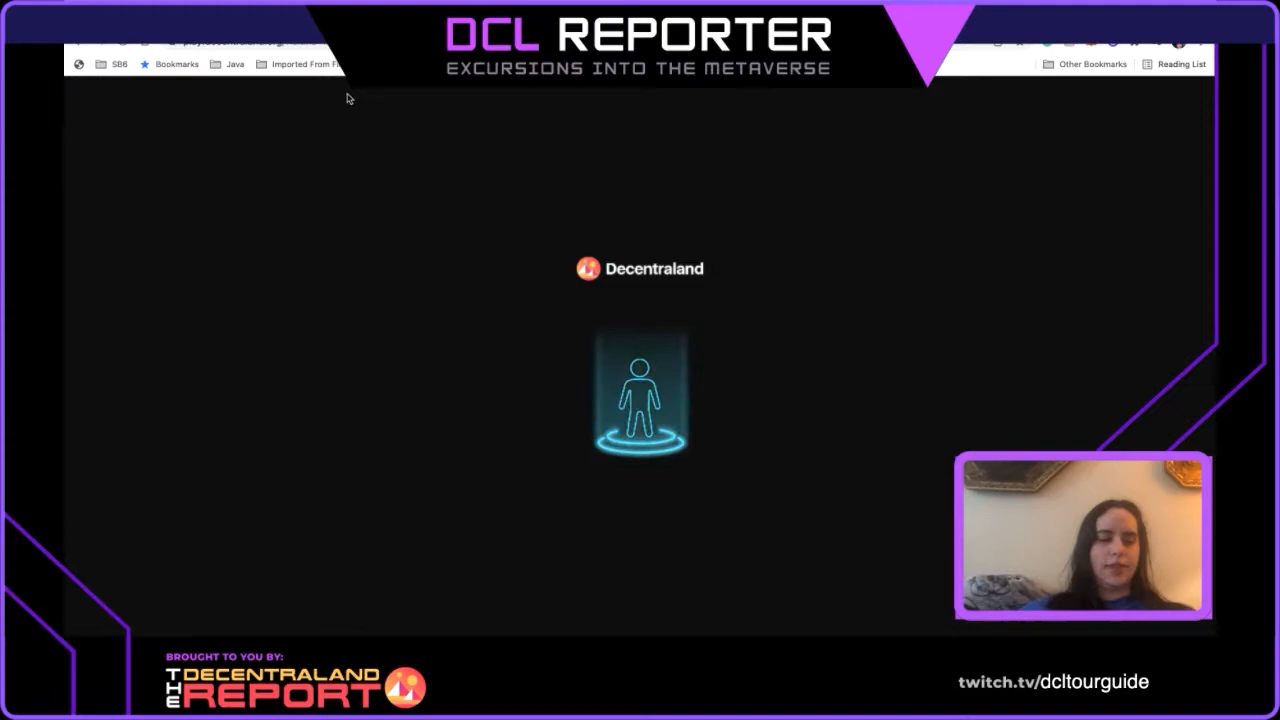 DCL REPORTER
EXCURSIONS INTO THE METAVERSE
SB6 Bookmarks Java Imported From Other Bookmarks Reading List
Decentraland
BROUGHT TO YOU BY:
THE DECENTRALAND
REPORT
twitch.tv/dcltourguide